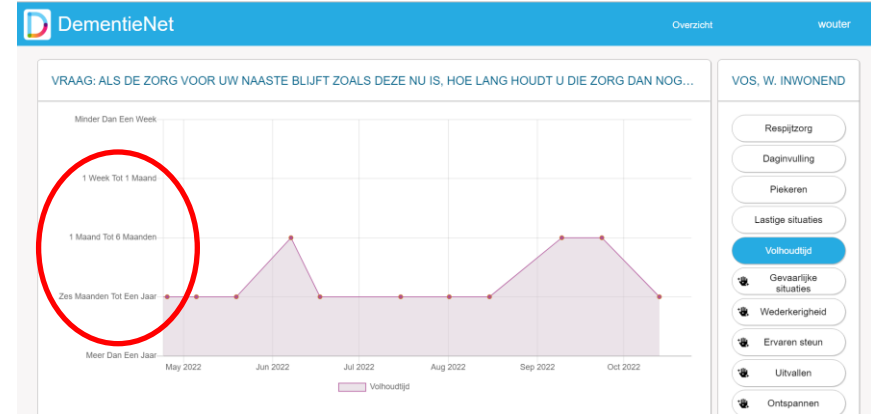 DementieNet
Overzicht
wouter
VRAAG: ALS DE ZORG VOOR UW NAASTE BLIJFT ZOALS DEZE NU IS, HOE LANG HOUDT U DIE ZORG DAN NOG...
Minder Dan Een Week
1 Week Tot 1 Maand
1 Maand Tot 6 Maanden
Zes Maanden Tot Een Jaar
Meer Dan Een Jaar
May 2022
Jun 2022
Jul 2022
Aug 2022
Sep 2022
Oct 2022
Volhoudtijd
VOS, W. INWONEND
Respijtzorg
Daginvulling
Piekeren
Lastige situaties
Volhoudtijd
Gevaarlijke
situaties
Wederkerigheid
Ervaren steun
Uitvallen
Ontspannen